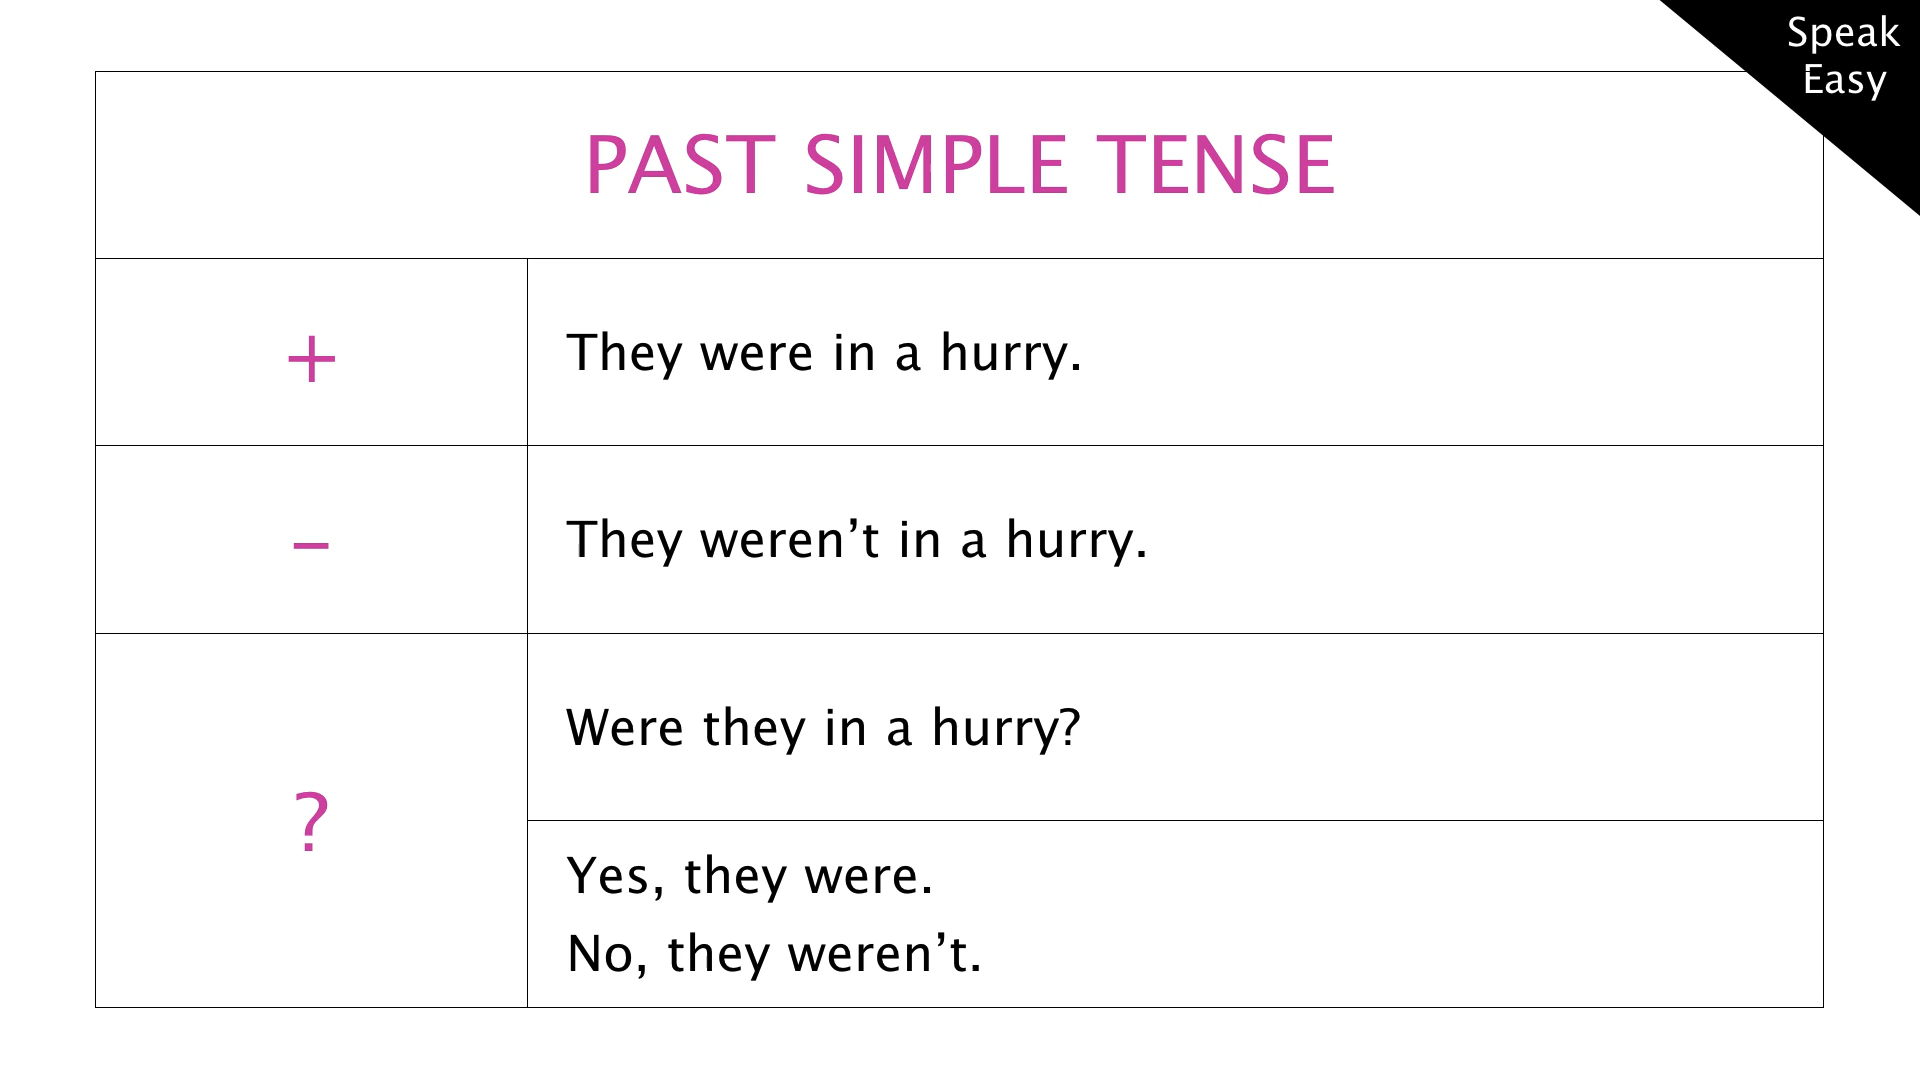 Speak
Easy
PAST SIMPLE TENSE
+
They were in a hurry.
–
They weren’t in a hurry.
?
Were they in a hurry?
Yes, they were.
No, they weren’t.